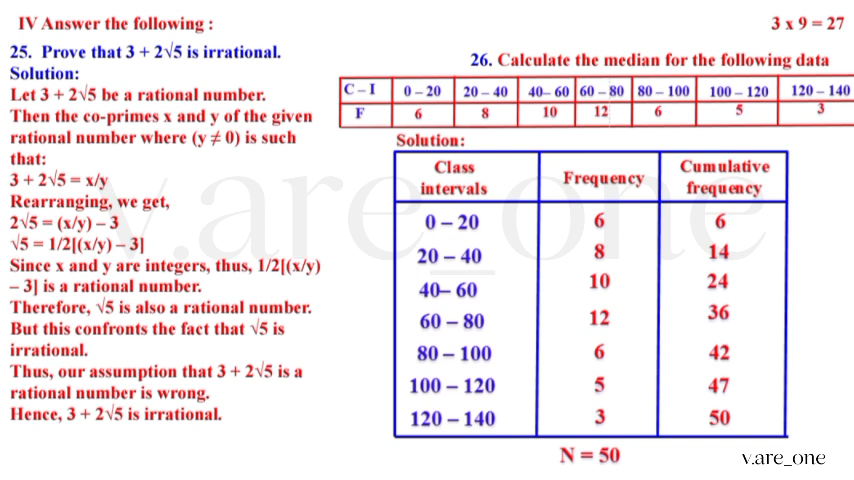 IV Answer the following :
3 x 9 = 27
25. Prove that 3 + 2√5 is irrational.
Solution:
Let 3 + 2√5 be a rational number.
Then the co-primes x and y of the given
rational number where (y ≠ 0) is such
that:
3 + 2√5 = x/y
Rearranging, we get,
2√5 = (x/y) – 3
√5 = 1/2[(x/y) – 3]
Since x and y are integers, thus, 1/2[(x/y)
– 3] is a rational number.
Therefore, √5 is also a rational number.
But this confronts the fact that √5 is
irrational.
Thus, our assumption that 3 + 2√5 is a
rational number is wrong.
Hence, 3 + 2√5 is irrational.
26. Calculate the median for the following data
C – I 0 – 20 20 – 40 40– 60 60 – 80 80 – 100 100 – 120 120 – 140
F 6 8 10 12 6 5 3
Solution:
Class intervals Frequency Cumulative frequency
0 – 20 6 6
20 – 40 8 14
40– 60 10 24
60 – 80 12 36
80 – 100 6 42
100 – 120 5 47
120 – 140 3 50
N = 50
v.are_one
v.are_one